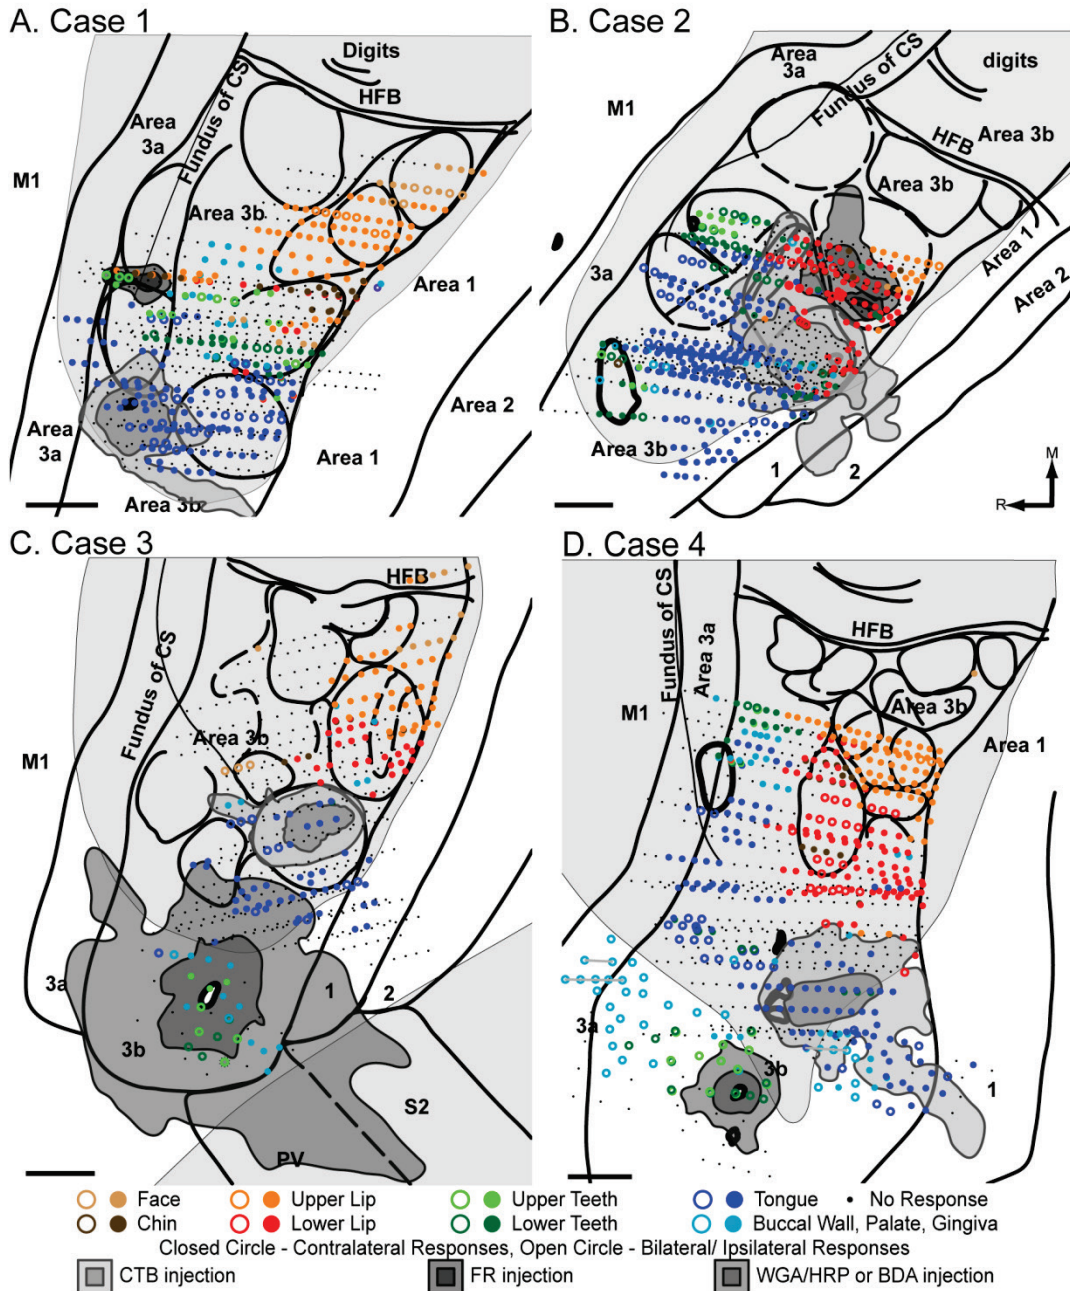 A. Case 1
Digits
HFB
Fundus of CS
Area 3a
M1
Area 3b
Area 1
Area 2
Area 3a
Area 1
Area 3b
B. Case 2
Area 3a
Fundus of CS
digits
M1
HFB
Area 3b
Area 3b
Area 1
Area 2
3a
Area 3b
1
2
M
R
C. Case 3
HFB
Fundus of CS
Area 3b
M1
3a
1
2
3b
S2
PV
D. Case 4
Fundus of CS
Area 3a
HFB
M1
Area 3b
Area 1
3a
3b
1
Face
Upper Lip
Upper Teeth
Tongue
No Response
Chin
Lower Lip
Lower Teeth
Buccal Wall, Palate, Gingiva
Closed Circle - Contralateral Responses, Open Circle - Bilateral/ Ipsilateral Responses
CTB injection
FR injection
WGA/HRP or BDA injection